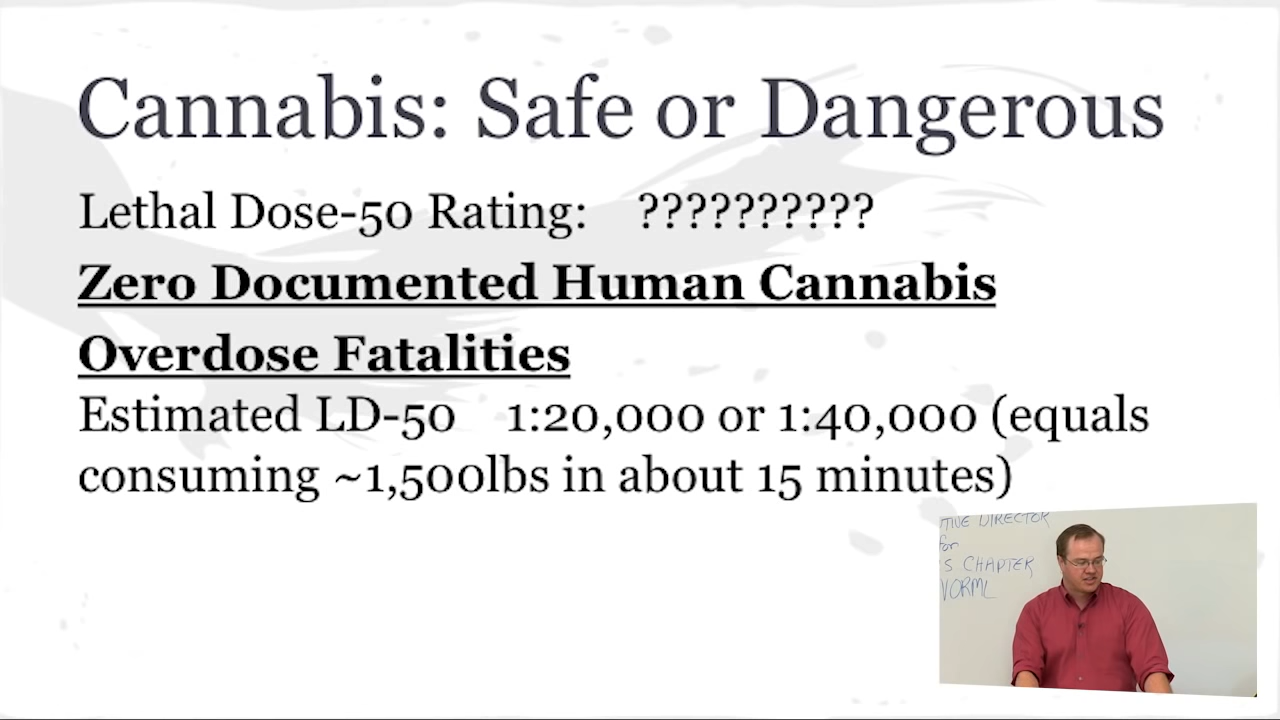 Cannabis: Safe or Dangerous
Lethal Dose-50 Rating: ??????????
Zero Documented Human Cannabis
Overdose Fatalities
Estimated LD-50 1:20,000 or 1:40,000 (equals
consuming ~1,500lbs in about 15 minutes)
TIVE DIRECTOR
for
S CHAPTER
NORML